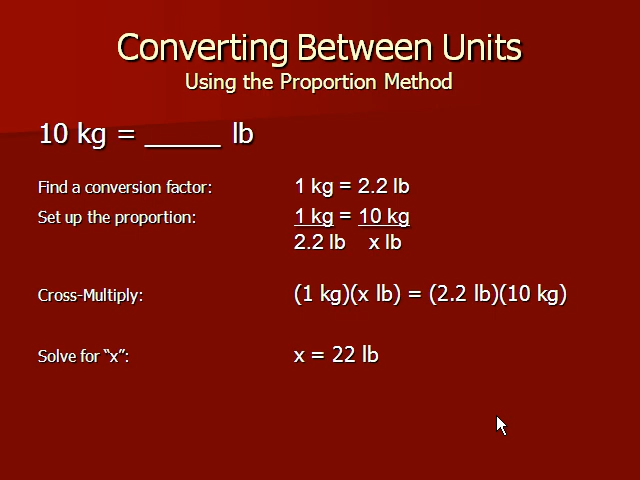 Converting Between Units
Using the Proportion Method
10 kg = _____ lb
Find a conversion factor: 1 kg = 2.2 lb
Set up the proportion: 1 kg = 10 kg
2.2 lb x lb
Cross-Multiply: (1 kg)(x lb) = (2.2 lb)(10 kg)
Solve for “x”: x = 22 lb